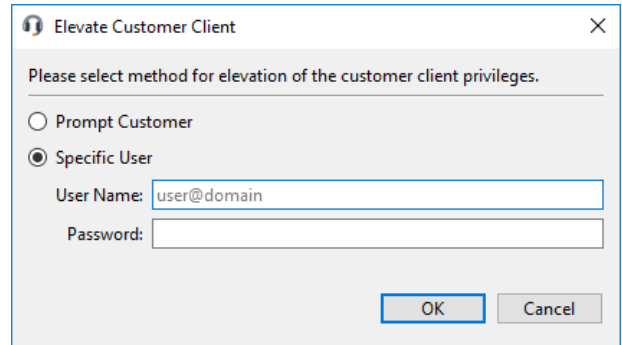 Elevate Customer Client
Please select method for elevation of the customer client privileges.
Prompt Customer
Specific User
User Name: user@domain
Password:
OK Cancel